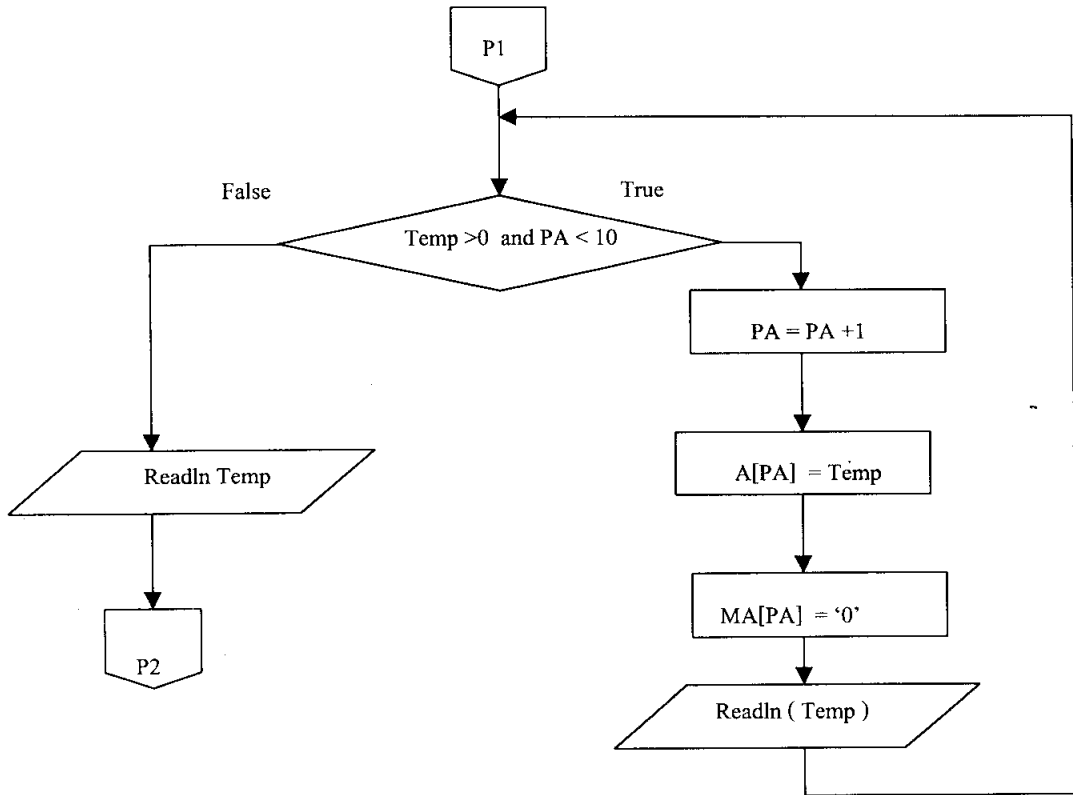 P1
False
True
Temp >0 and PA < 10
PA = PA +1
A[PA] = Temp
Readln Temp
MA[PA] = ‘0’
P2
Readln ( Temp )